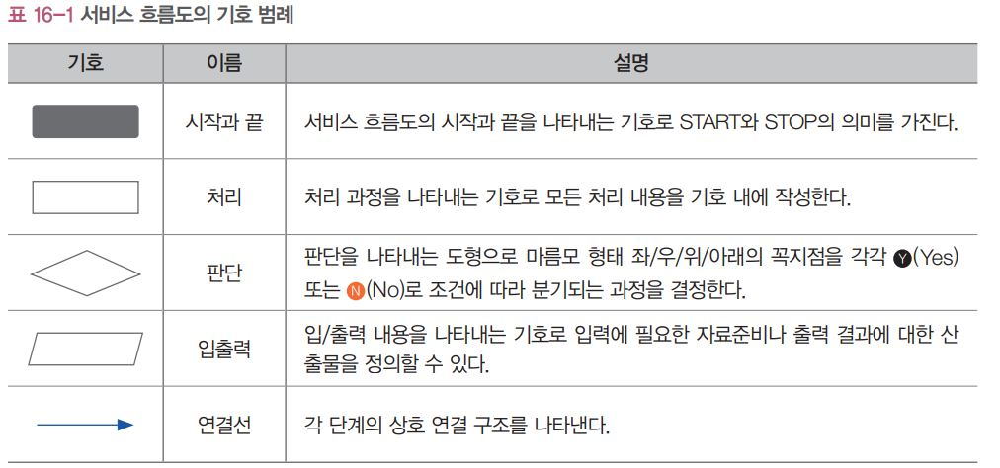 표 16-1 서비스 흐름도의 기호 범례
기호 이름 설명
시작과 끝 서비스 흐름도의 시작과 끝을 나타내는 기호로 START와 STOP의 의미를 가진다.
처리 처리 과정을 나타내는 기호로 모든 처리 내용을 기호 내에 작성한다.
판단 판단을 나타내는 도형으로 마름모 형태 좌/우/위/아래의 꼭지점을 각각 Y(Yes)
또는 N(No)로 조건에 따라 분기되는 과정을 결정한다.
입출력 입/출력 내용을 나타내는 기호로 입력에 필요한 자료준비나 출력 결과에 대한 산
출물을 정의할 수 있다.
연결선 각 단계의 상호 연결 구조를 나타낸다.